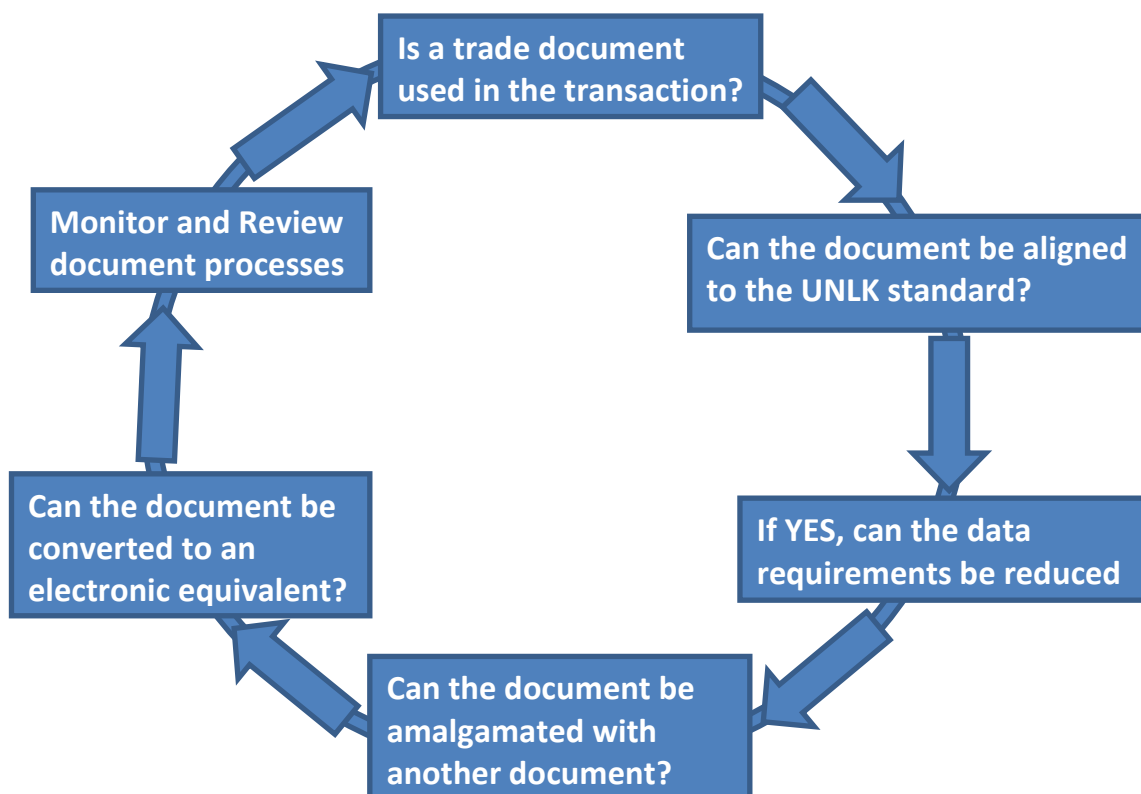 Is a trade document
used in the transaction?
Can the document be aligned
to the UNLK standard?
If YES, can the data
requirements be reduced
Can the document be
amalgamated with
another document?
Can the document be
converted to an
electronic equivalent?
Monitor and Review
document processes